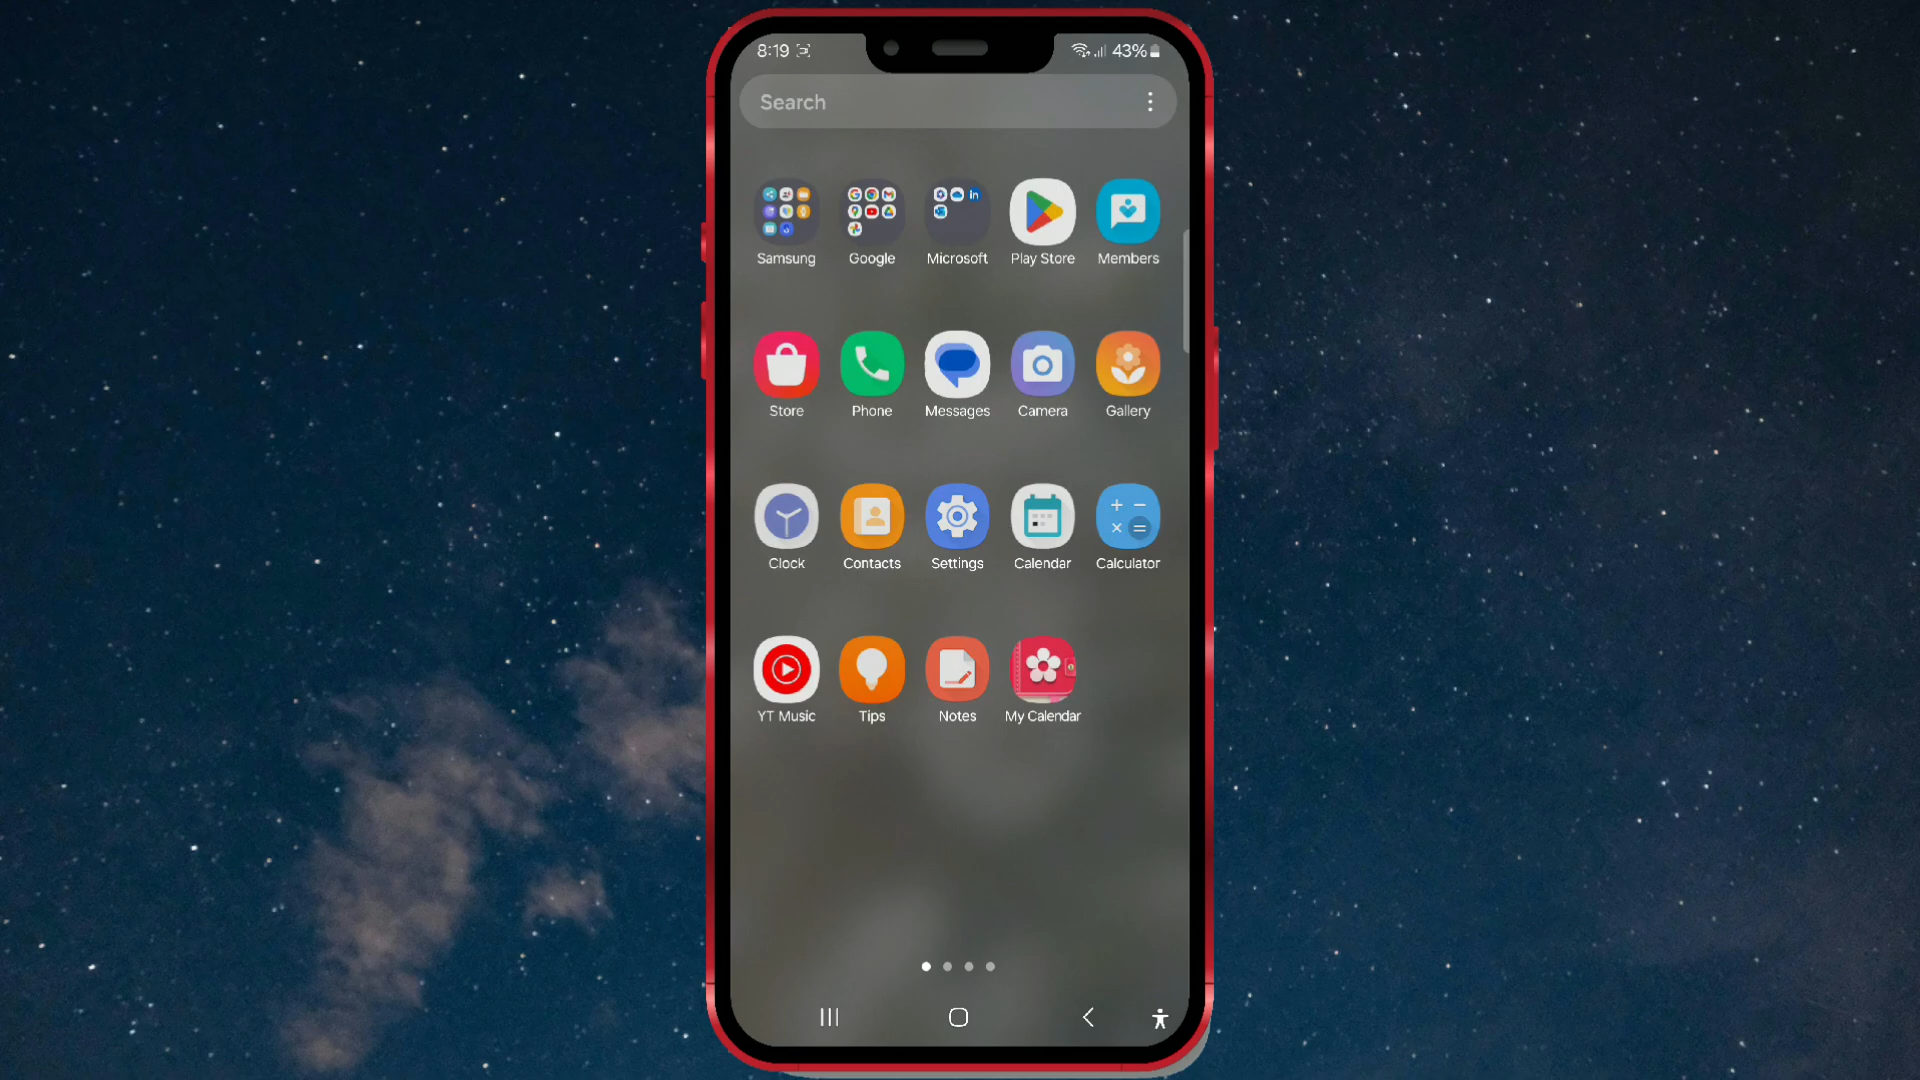 8:19 43%
Search
Samsung Google Microsoft Play Store Members
Store Phone Messages Camera Gallery
Clock Contacts Settings Calendar Calculator
YT Music Tips Notes My Calendar